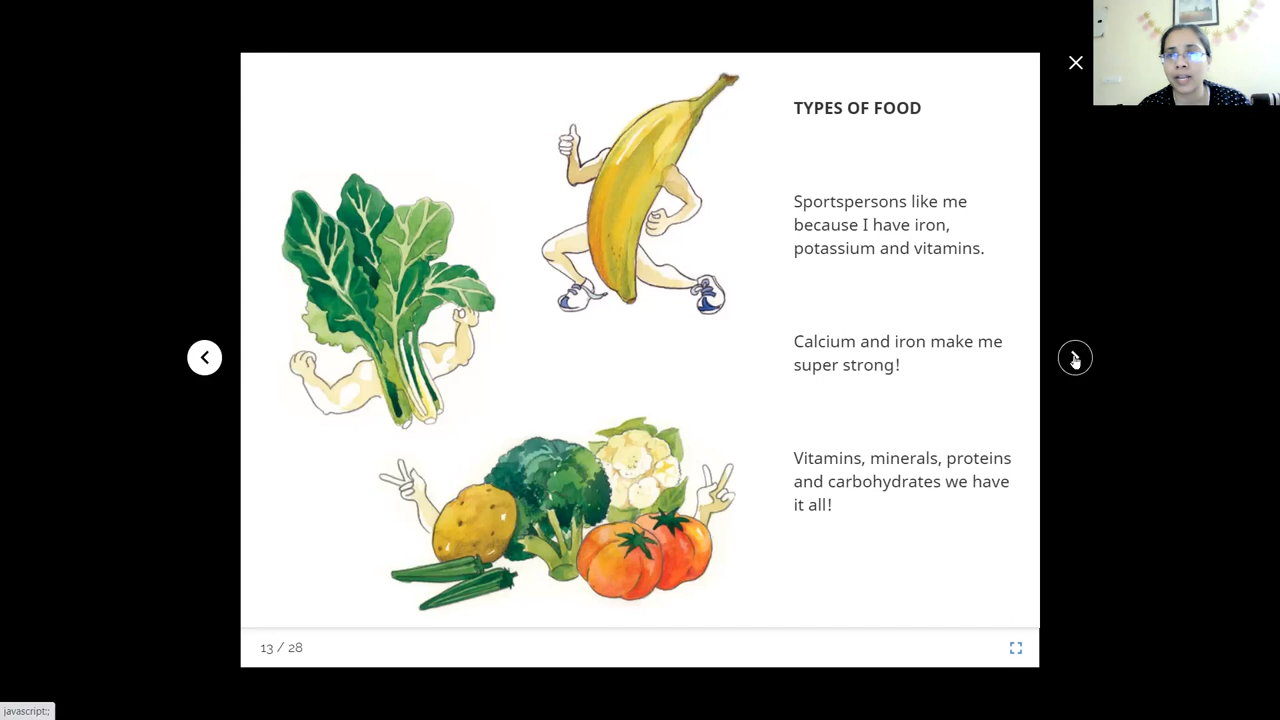 TYPES OF FOOD
Sportspersons like me
because I have iron,
potassium and vitamins.
Calcium and iron make me
super strong!
Vitamins, minerals, proteins
and carbohydrates we have
it all!
13 / 28
javascript:;